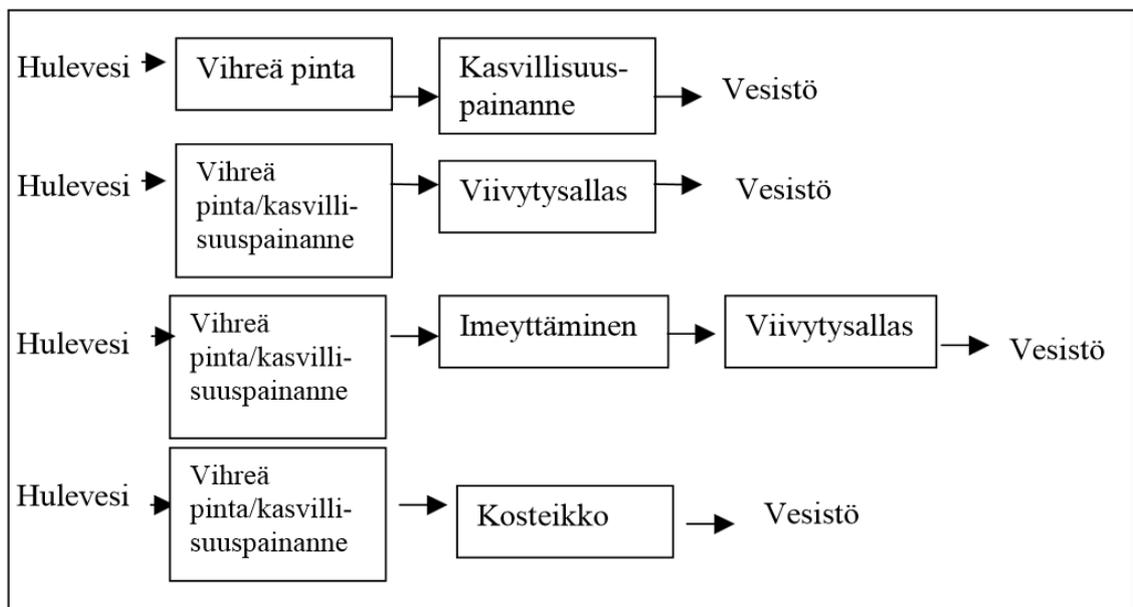 Hulevesi
Vihreä pinta
Kasvillisuus-
painanne
Vesistö
Hulevesi
Vihreä
pinta/kasvilli-
suuspainanne
Viivytysallas
Vesistö
Hulevesi
Vihreä
pinta/kasvilli-
suuspainanne
Imeyttäminen
Viivytysallas
Vesistö
Hulevesi
Vihreä
pinta/kasvilli-
suuspainanne
Kosteikko
Vesistö